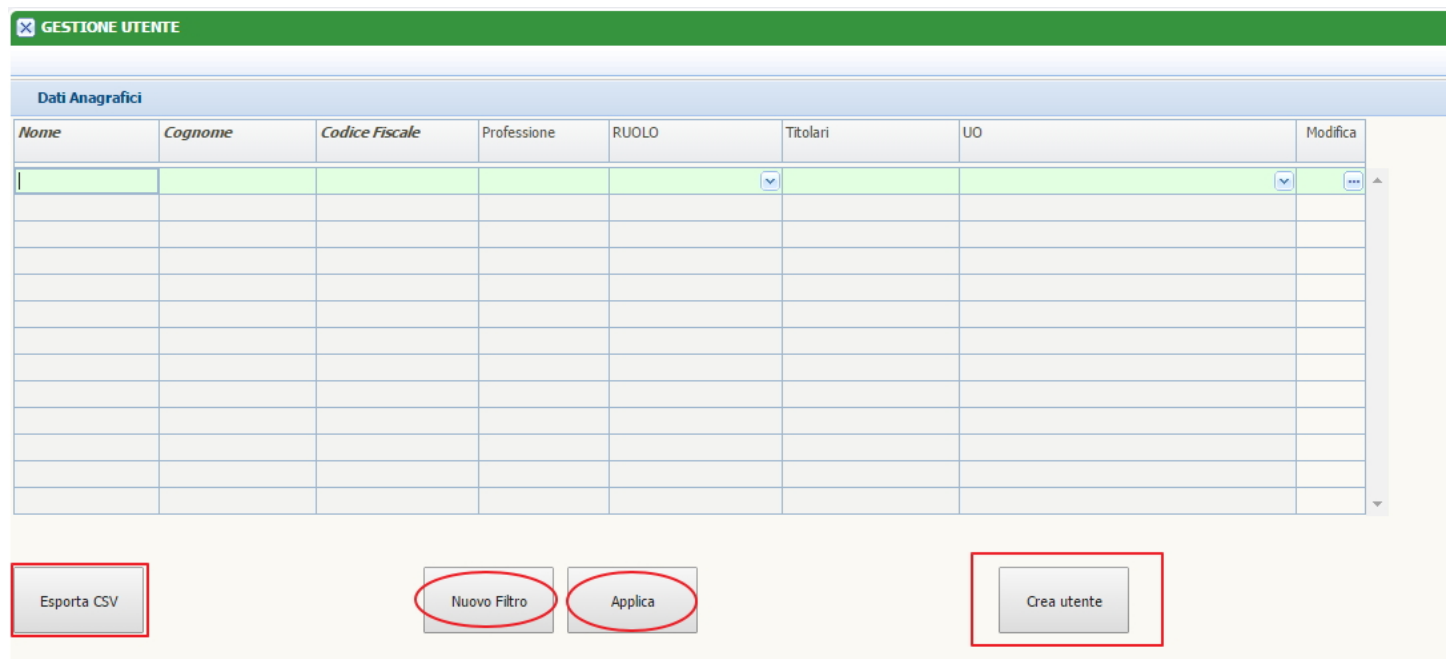 GESTIONE UTENTE
Dati Anagrafici
Nome Cognome Codice Fiscale Professione RUOLO Titolari UO Modifica
Esporta CSV Nuovo Filtro Applica Crea utente